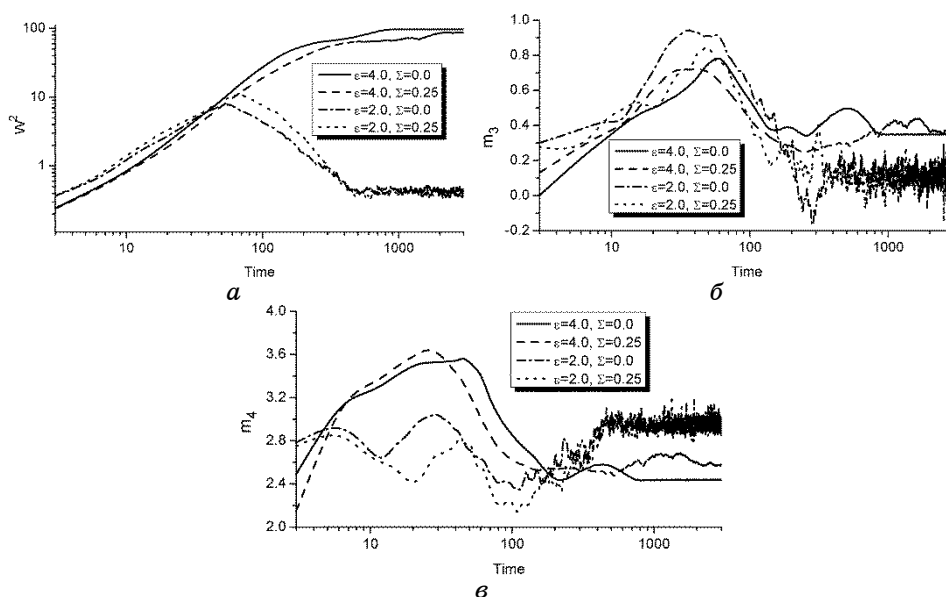 100
10
1
W²
ε=4.0, Σ=0.0
ε=4.0, Σ=0.25
ε=2.0, Σ=0.0
ε=2.0, Σ=0.25
10 100 1000
Time
а
1.0
0.8
0.6
0.4
0.2
0.0
-0.2
m₃
ε=4.0, Σ=0.0
ε=4.0, Σ=0.25
ε=2.0, Σ=0.0
ε=2.0, Σ=0.25
10 100 1000
Time
б
4.0
3.6
3.2
2.8
2.4
2.0
m₄
ε=4.0, Σ=0.0
ε=4.0, Σ=0.25
ε=2.0, Σ=0.0
ε=2.0, Σ=0.25
10 100 1000
Time
в